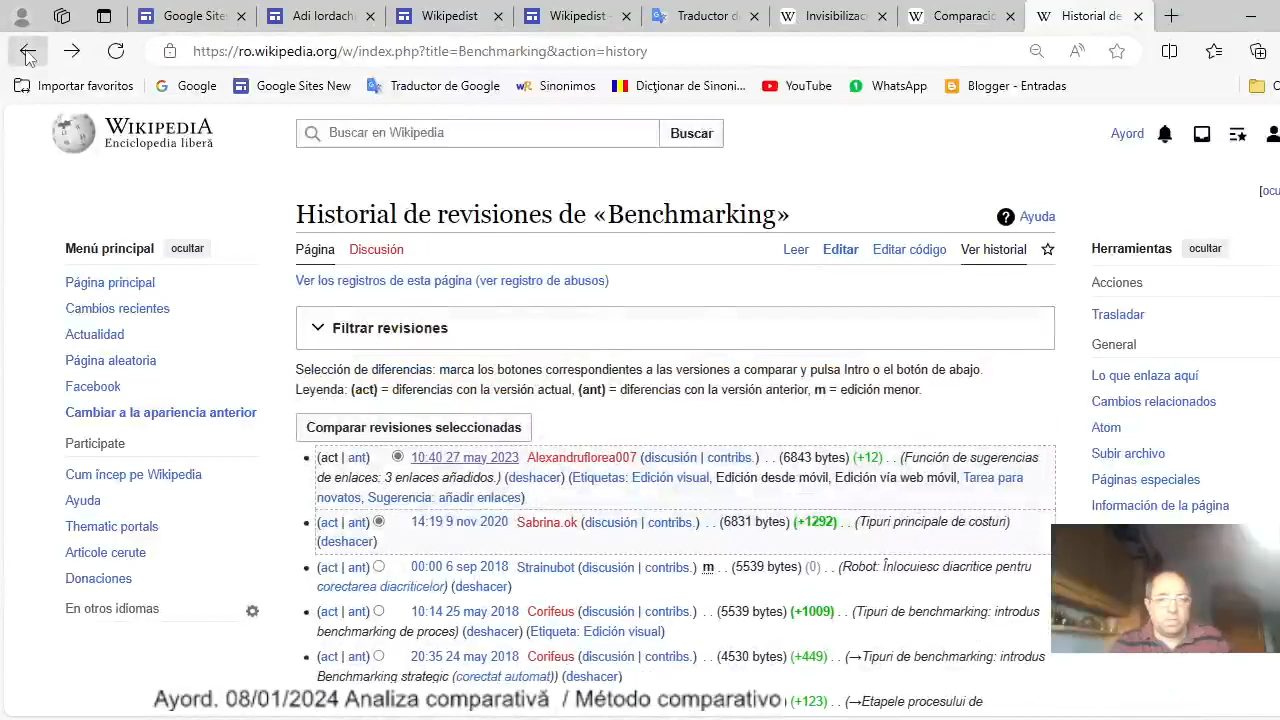 Google Site
Adi Iordach
Wikipedist
Wikipedist -
Traductor d
Invisibilizac
Comparació
Historial de
https://ro.wikipedia.org/w/index.php?title=Benchmarking&action=history
Importar favoritos
Google
Google Sites New
Traductor de Google
Sinonimos
Dicționar de Sinoni...
YouTube
WhatsApp
Blogger - Entradas
WIKIPEDIA
Enciclopedia liberă
Buscar en Wikipedia
Buscar
Ayord
[ocu
Historial de revisiones de «Benchmarking»
Ayuda
Menú principal ocultar
Página Discusión Leer Editar Editar código Ver historial
Herramientas ocultar
Ver los registros de esta página (ver registro de abusos)
Página principal
Cambios recientes
Actualidad
Página aleatoria
Facebook
Cambiar a la apariencia anterior
Participate
Cum încep pe Wikipedia
Ayuda
Thematic portals
Articole cerute
Donaciones
En otros idiomas
Filtrar revisiones
Selección de diferencias: marca los botones correspondientes a las versiones a comparar y pulsa Intro o el botón de abajo.
Leyenda: (act) = diferencias con la versión actual, (ant) = diferencias con la versión anterior, m = edición menor.
Comparar revisiones seleccionadas
(act | ant) 10:40 27 may 2023 Alexandruflorea007 (discusión | contribs.) . . (6843 bytes) (+12) . . (Función de sugerencias
de enlaces: 3 enlaces añadidos.) (deshacer) (Etiquetas: Edición visual, Edición desde móvil, Edición vía web móvil, Tarea para
novatos, Sugerencia: añadir enlaces)
(act | ant) 14:19 9 nov 2020 Sabrina.ok (discusión | contribs.) . . (6831 bytes) (+1292) . . (Tipuri principale de costuri)
(deshacer)
(act | ant) 00:00 6 sep 2018 Strainubot (discusión | contribs.) . . m (5539 bytes) (0) . . (Robot: Înlocuiesc diacritice pentru
corectarea diacriticelor) (deshacer)
(act | ant) 10:14 25 may 2018 Corifeus (discusión | contribs.) . . (5539 bytes) (+1009) . . (Tipuri de benchmarking: introdus
benchmarking de proces) (deshacer) (Etiqueta: Edición visual)
(act | ant) 20:35 24 may 2018 Corifeus (discusión | contribs.) . . (4530 bytes) (+449) . . (→Tipuri de benchmarking: introdus
Benchmarking strategic (corectat automat)) (deshacer)
) (+123) . . (→Etapele procesului de
Acciones
Trasladar
General
Lo que enlaza aquí
Cambios relacionados
Atom
Subir archivo
Páginas especiales
Información de la página
Ayord. 08/01/2024 Analiza comparativă / Método comparativo